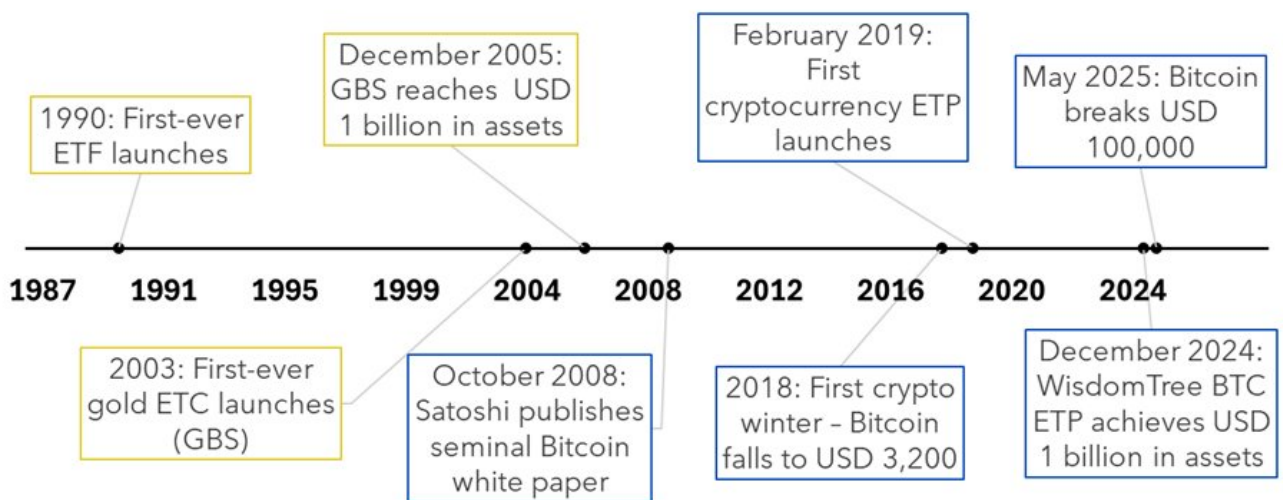 1990: First-ever
ETF launches
December 2005:
GBS reaches  USD
1 billion in assets
February 2019:
First
cryptocurrency ETP
launches
May 2025: Bitcoin
breaks USD
100,000
1987 1991 1995 1999 2004 2008 2012 2016 2020 2024
2003: First-ever
gold ETC launches
(GBS)
October 2008:
Satoshi publishes
seminal Bitcoin
white paper
2018: First crypto
winter – Bitcoin
falls to USD 3,200
December 2024:
WisdomTree BTC
ETP achieves USD
1 billion in assets